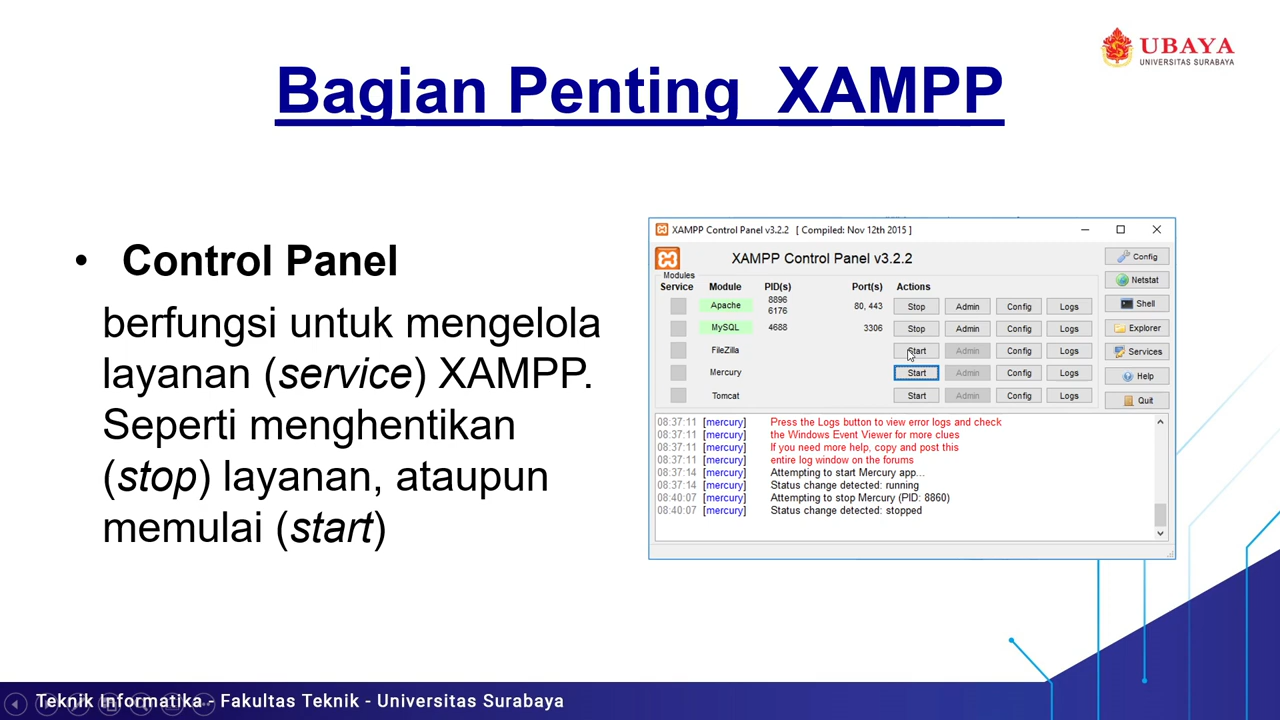 UBAYA
UNIVERSITAS SURABAYA
Bagian Penting  XAMPP
• Control Panel
berfungsi untuk mengelola
layanan (service) XAMPP.
Seperti menghentikan
(stop) layanan, ataupun
memulai (start)
XAMPP Control Panel v3.2.2 [ Compiled: Nov 12th 2015 ]
XAMPP Control Panel v3.2.2
Modules
Service Module PID(s) Port(s) Actions
Apache 8896 6176 80, 443 Stop Admin Config Logs
MySQL 4688 3306 Stop Admin Config Logs
FileZilla Start Admin Config Logs
Mercury Start Admin Config Logs
Tomcat Start Admin Config Logs
Config
Netstat
Shell
Explorer
Services
Help
Quit
08:37:11 [mercury] Press the Logs button to view error logs and check
08:37:11 [mercury] the Windows Event Viewer for more clues
08:37:11 [mercury] If you need more help, copy and post this
08:37:11 [mercury] entire log window on the forums
08:37:14 [mercury] Attempting to start Mercury app...
08:37:14 [mercury] Status change detected: running
08:40:07 [mercury] Attempting to stop Mercury (PID: 8860)
08:40:07 [mercury] Status change detected: stopped
Teknik Informatika - Fakultas Teknik - Universitas Surabaya